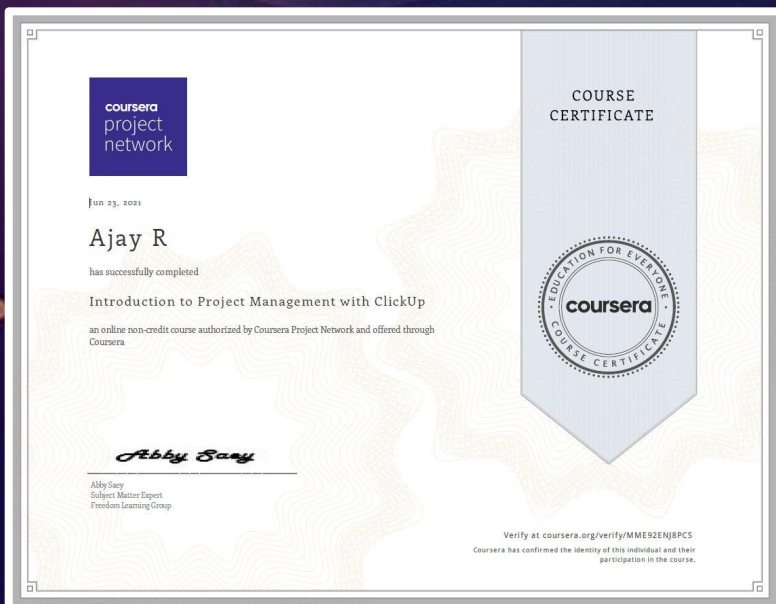 coursera
project
network
COURSE
CERTIFICATE
Jun 23, 2021
Ajay R
has successfully completed
Introduction to Project Management with ClickUp
an online non-credit course authorized by Coursera Project Network and offered through
Coursera
EDUCATION FOR EVERYONE
coursera
COURSE CERTIFICATE
Abby Saey
Abby Saey
Subject Matter Expert
Freedom Learning Group
Verify at coursera.org/verify/MME92ENJ8PCS
Coursera has confirmed the identity of this individual and their
participation in the course.